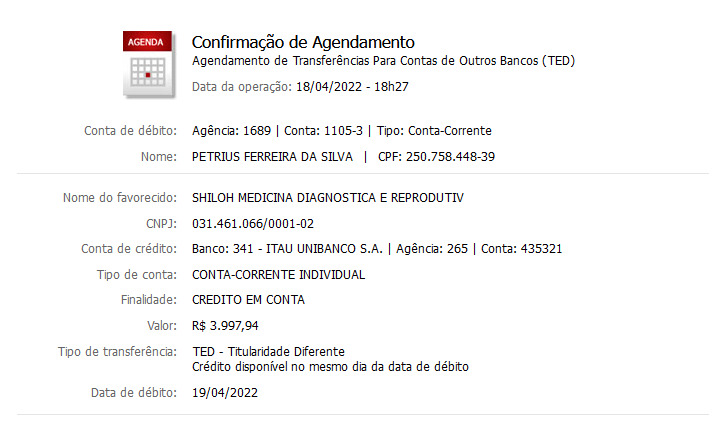 AGENDA
Confirmação de Agendamento
Agendamento de Transferências Para Contas de Outros Bancos (TED)
Data da operação: 18/04/2022 - 18h27
Conta de débito: Agência: 1689 | Conta: 1105-3 | Tipo: Conta-Corrente
Nome: PETRIUS FERREIRA DA SILVA | CPF: 250.758.448-39
Nome do favorecido: SHILOH MEDICINA DIAGNOSTICA E REPRODUTIV
CNPJ: 031.461.066/0001-02
Conta de crédito: Banco: 341 - ITAU UNIBANCO S.A. | Agência: 265 | Conta: 435321
Tipo de conta: CONTA-CORRENTE INDIVIDUAL
Finalidade: CREDITO EM CONTA
Valor: R$ 3.997,94
Tipo de transferência: TED - Titularidade Diferente
Crédito disponível no mesmo dia da data de débito
Data de débito: 19/04/2022